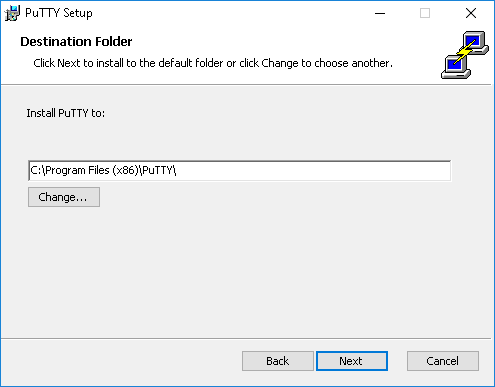 PuTTY Setup
Destination Folder
Click Next to install to the default folder or click Change to choose another.
Install PuTTY to:
C:\Program Files (x86)\PuTTY\
Change...
Back
Next
Cancel